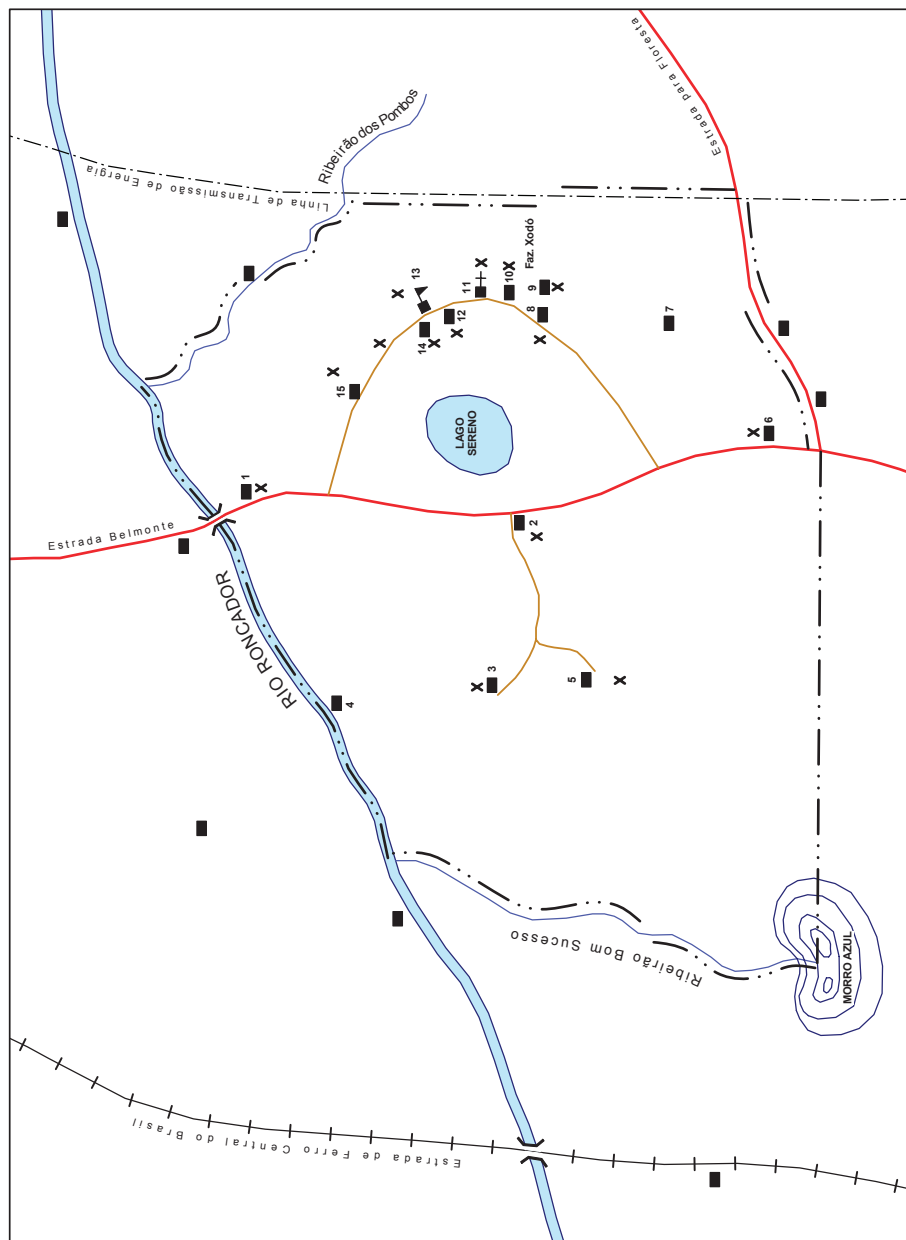 Estrada de Ferro Central do Brasil
RIO RONCADOR
Estrada Belmonte
Ribeirão dos Pombos
Linha de Transmissão de Energia
Estrada para Floresta
Ribeirão Bom Sucesso
MORRO AZUL
LAGO
SERENO
Faz. Xodó
1
2
3
4
5
6
7
8
9
10
11
12
13
14
15